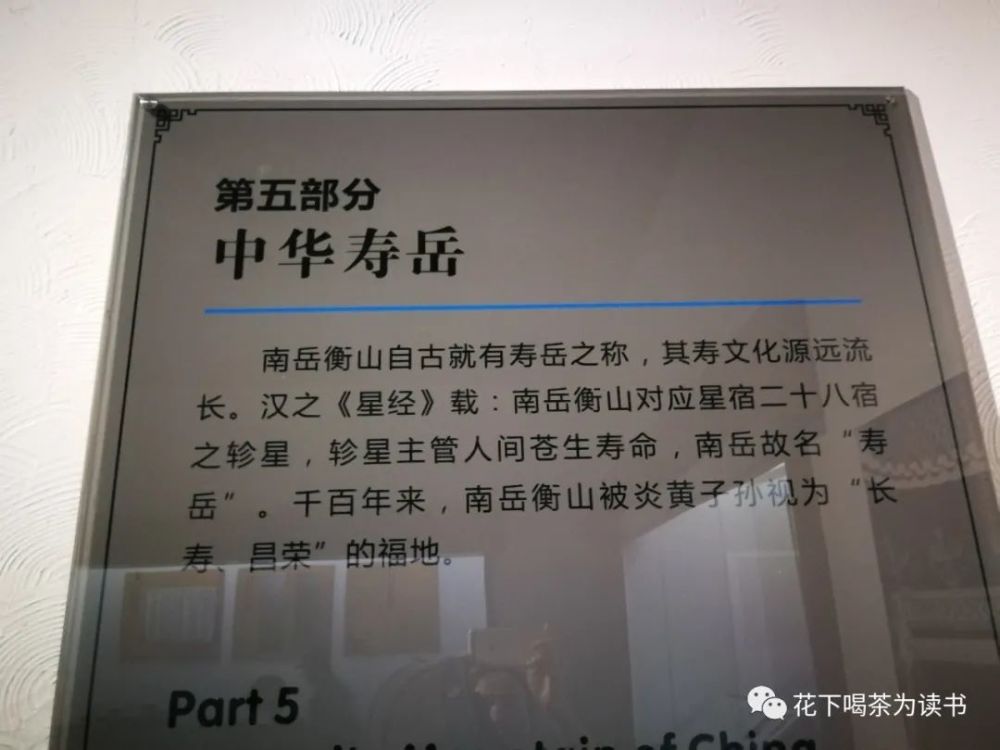 第五部分
中华寿岳
南岳衡山自古就有寿岳之称，其寿文化源远流
长。汉之《星经》载：南岳衡山对应星宿二十八宿
之轸星，轸星主管人间苍生寿命，南岳故名“寿
岳”。千百年来，南岳衡山被炎黄子孙视为“长
寿、昌荣”的福地。
Part 5
Mountain of China
花下喝茶为读书